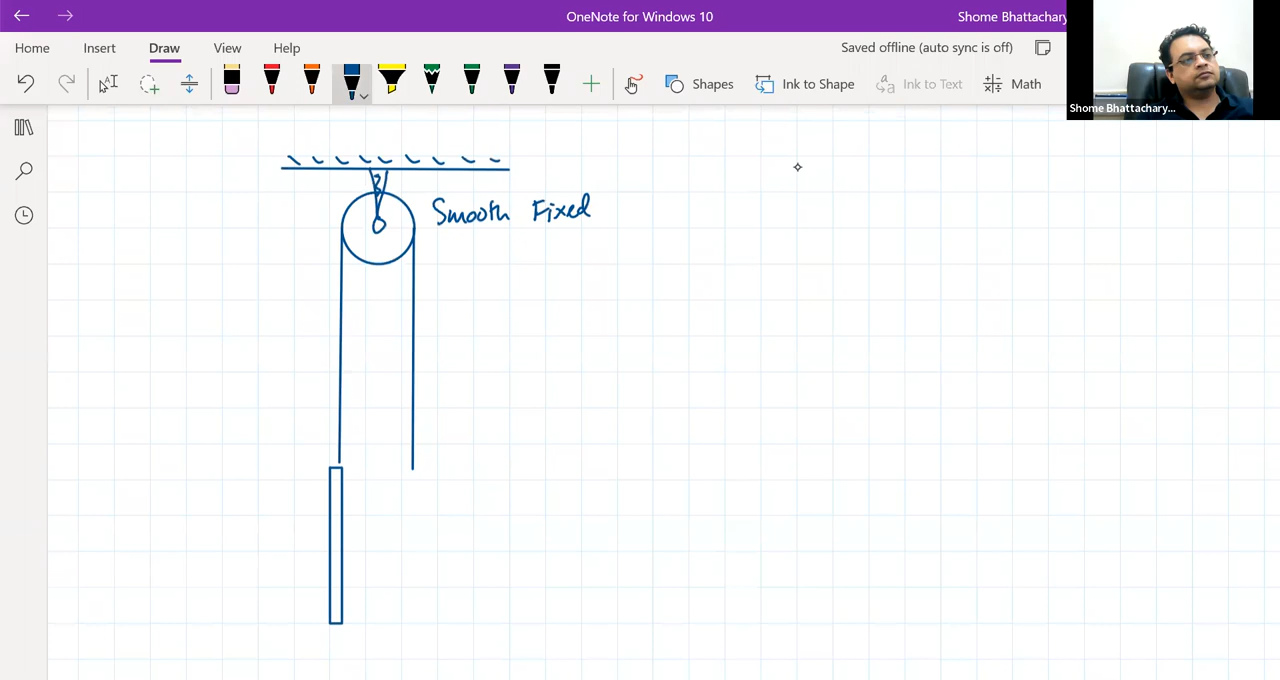 OneNote for Windows 10
Shome Bhattachary
Home Insert Draw View Help
Saved offline (auto sync is off)
Shapes Ink to Shape Ink to Text Math
Shome Bhattachary...
Smooth Fixed